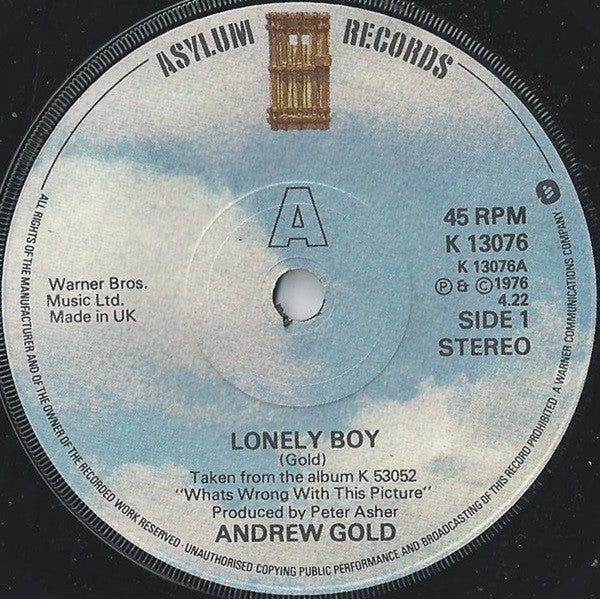 ASYLUM RECORDS
A
45 RPM
K 13076
K 13076A
Ⓟ & Ⓒ1976
4.22
SIDE 1
STEREO
Warner Bros.
Music Ltd.
Made in UK
LONELY BOY
(Gold)
Taken from the album K 53052
"Whats Wrong With This Picture"
Produced by Peter Asher
ANDREW GOLD
ALL RIGHTS OF THE MANUFACTURER AND OF THE OWNER OF THE RECORDED WORK RESERVED · UNAUTHORISED COPYING PUBLIC PERFORMANCE AND BROADCASTING OF THIS RECORD PROHIBITED · A WARNER COMMUNICATIONS COMPANY